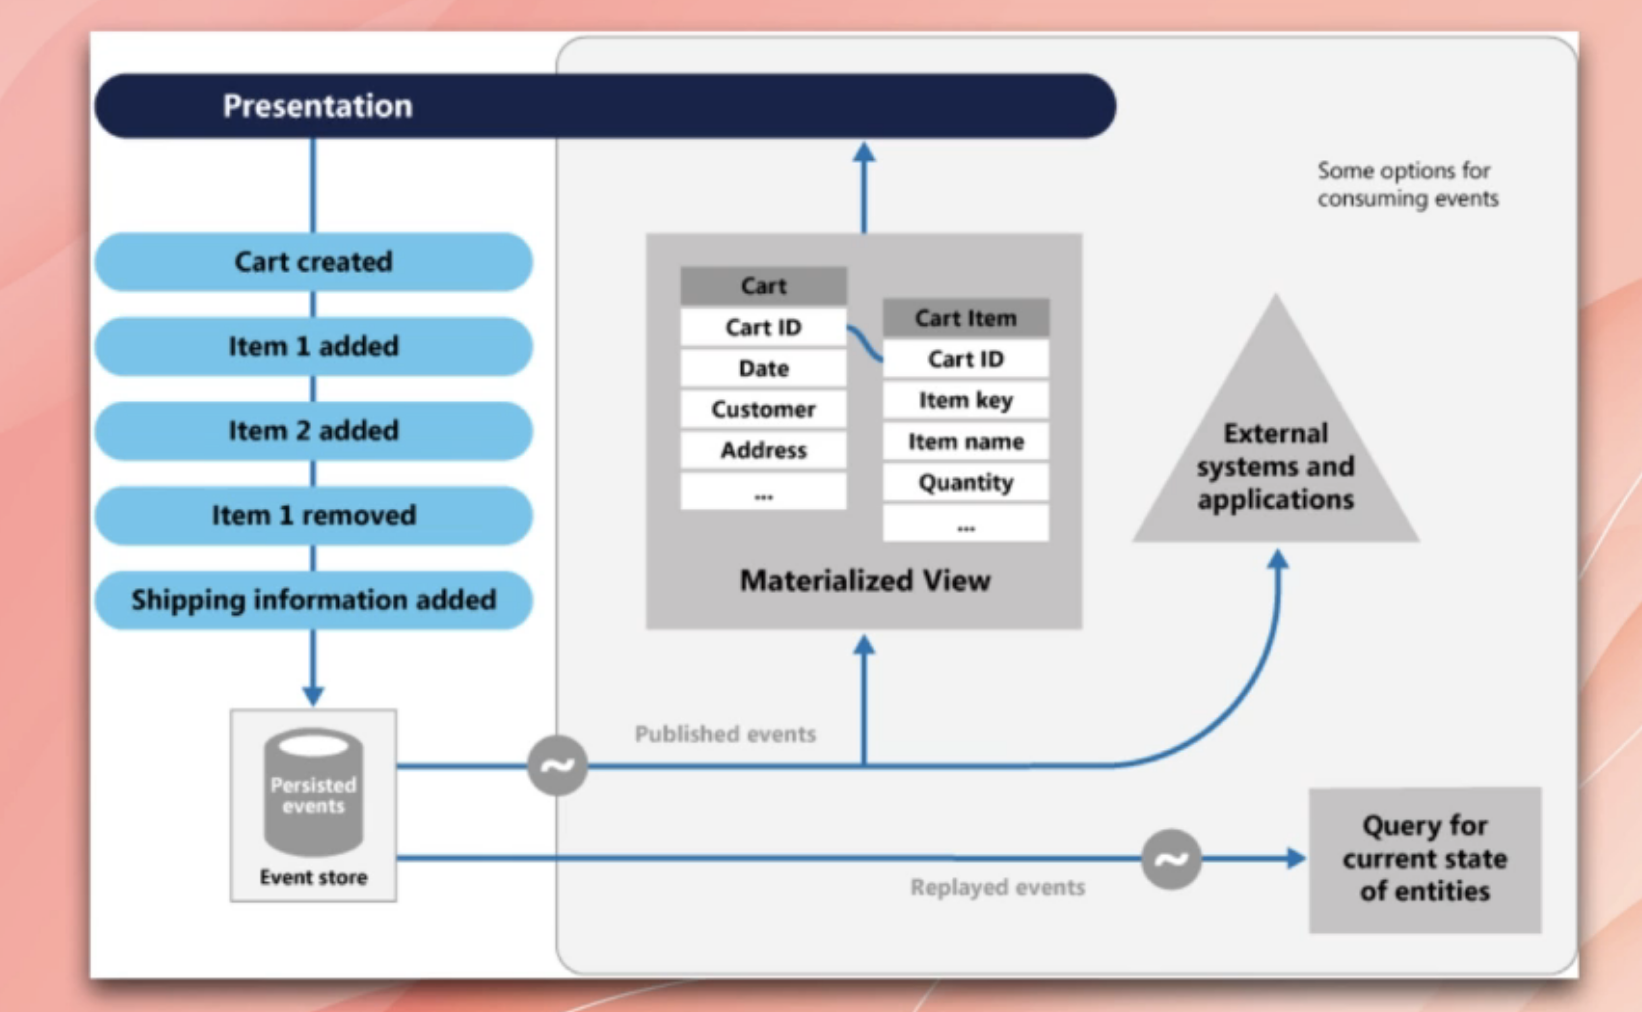 Presentation
Some options for
consuming events
Cart created
Item 1 added
Item 2 added
Item 1 removed
Shipping information added
Cart
Cart ID
Date
Customer
Address
...
Cart Item
Cart ID
Item key
Item name
Quantity
...
Materialized View
External
systems and
applications
Published events
Persisted
events
Event store
~
~
Replayed events
Query for
current state
of entities